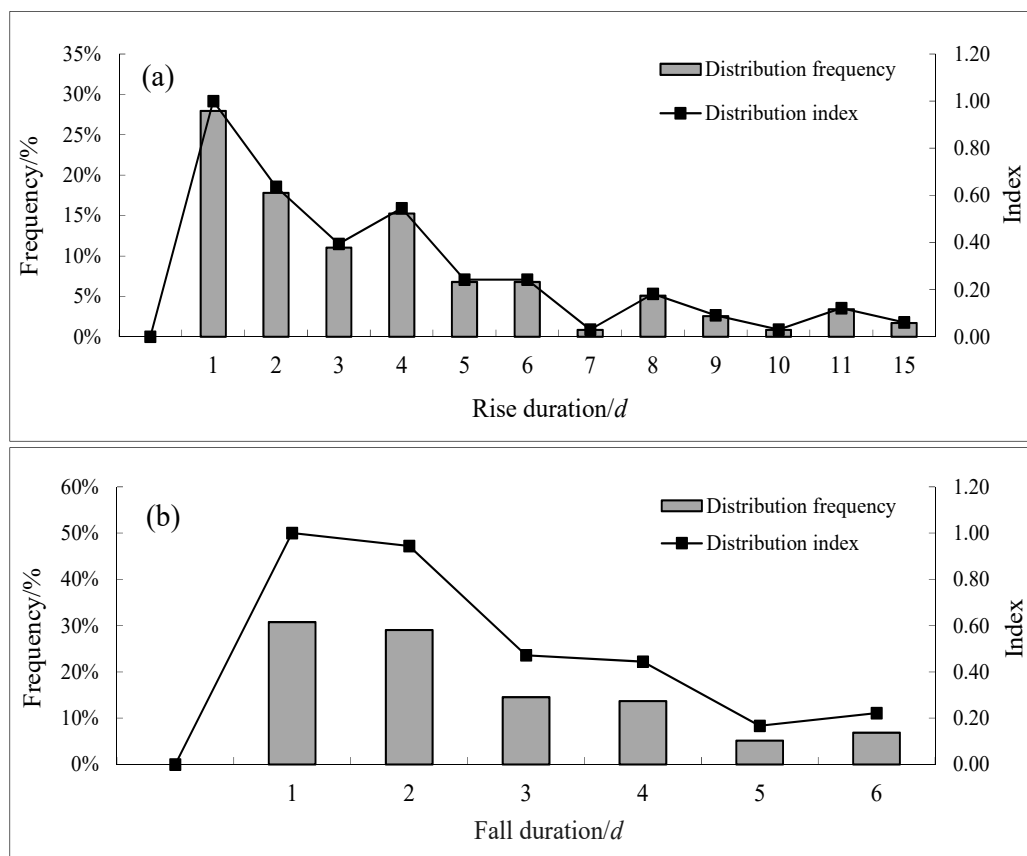 (a)
35%
30%
25%
20%
15%
10%
5%
0%
Frequency/%
Distribution frequency
Distribution index
1.20
1.00
0.80
0.60
0.40
0.20
0.00
Index
1 2 3 4 5 6 7 8 9 10 11 15
Rise duration/d
(b)
60%
50%
40%
30%
20%
10%
0%
Frequency/%
Distribution frequency
Distribution index
1.20
1.00
0.80
0.60
0.40
0.20
0.00
Index
1 2 3 4 5 6
Fall duration/d